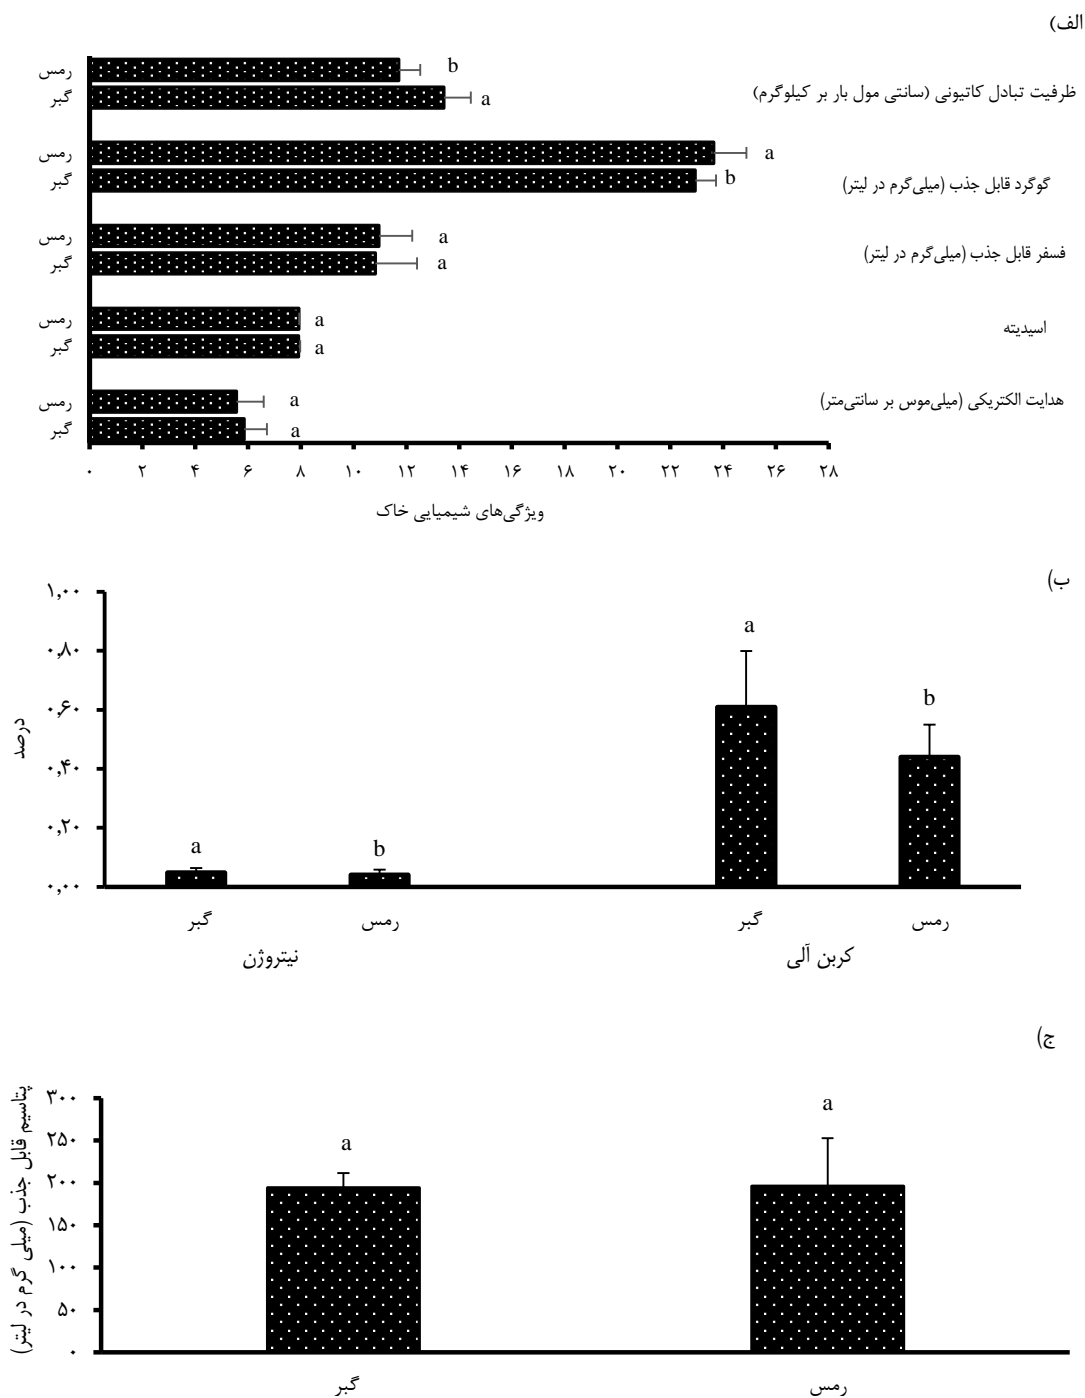 الف)
رمس
b
گبر
a
ظرفیت تبادل کاتیونی (سانتی مول بار بر کیلوگرم)
رمس
a
گبر
b
گوگرد قابل جذب (میلی‌گرم در لیتر)
رمس
a
گبر
a
فسفر قابل جذب (میلی‌گرم در لیتر)
رمس
a
گبر
a
اسیدیته
رمس
a
گبر
a
هدایت الکتریکی (میلی‌موس بر سانتی‌متر)
۰ ۲ ۴ ۶ ۸ ۱۰ ۱۲ ۱۴ ۱۶ ۱۸ ۲۰ ۲۲ ۲۴ ۲۶ ۲۸
ویژگی‌های شیمیایی خاک
ب)
۱,۰۰
۰,۸۰
۰,۶۰
۰,۴۰
۰,۲۰
۰,۰۰
درصد
a
b
a
b
گبر رمس گبر رمس
نیتروژن کربن آلی
ج)
پتاسیم قابل جذب (میلی گرم در لیتر)
۳۰۰
۲۵۰
۲۰۰
۱۵۰
۱۰۰
۵۰
۰
a
a
گبر رمس